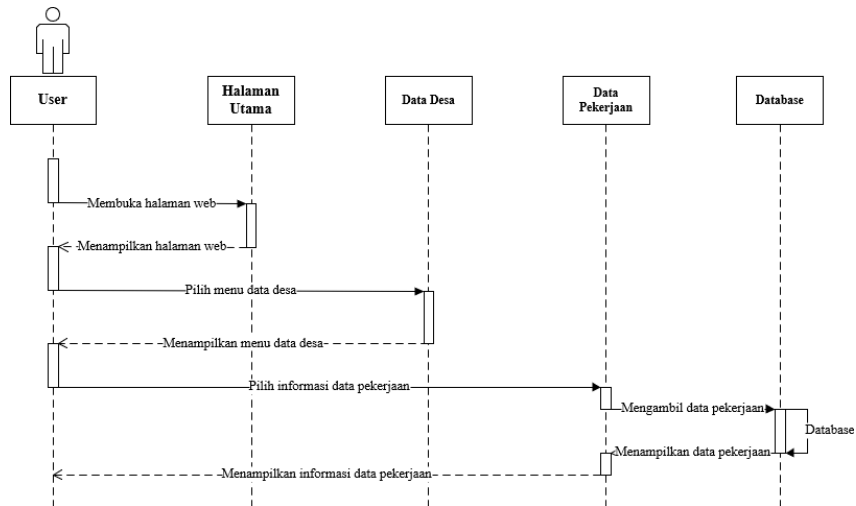 User
Halaman
Utama
Data Desa
Data
Pekerjaan
Database
Membuka halaman web
Menampilkan halaman web
Pilih menu data desa
Menampilkan menu data desa
Pilih informasi data pekerjaan
Mengambil data pekerjaan
Database
Menampilkan data pekerjaan
Menampilkan informasi data pekerjaan